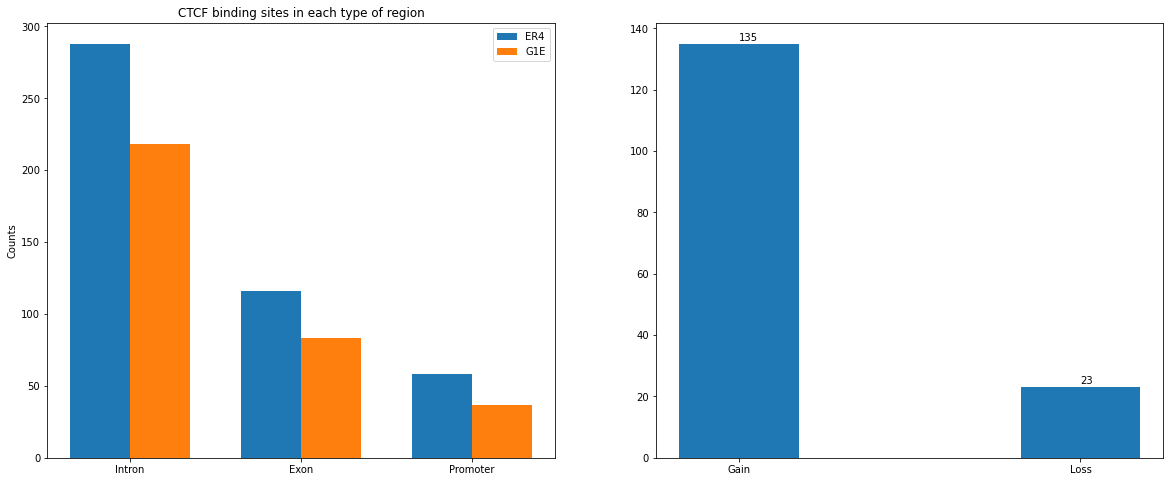 CTCF binding sites in each type of region
300
250
200
150
100
50
0
Counts
Intron
Exon
Promoter
ER4
G1E
140
120
100
80
60
40
20
0
135
23
Gain
Loss